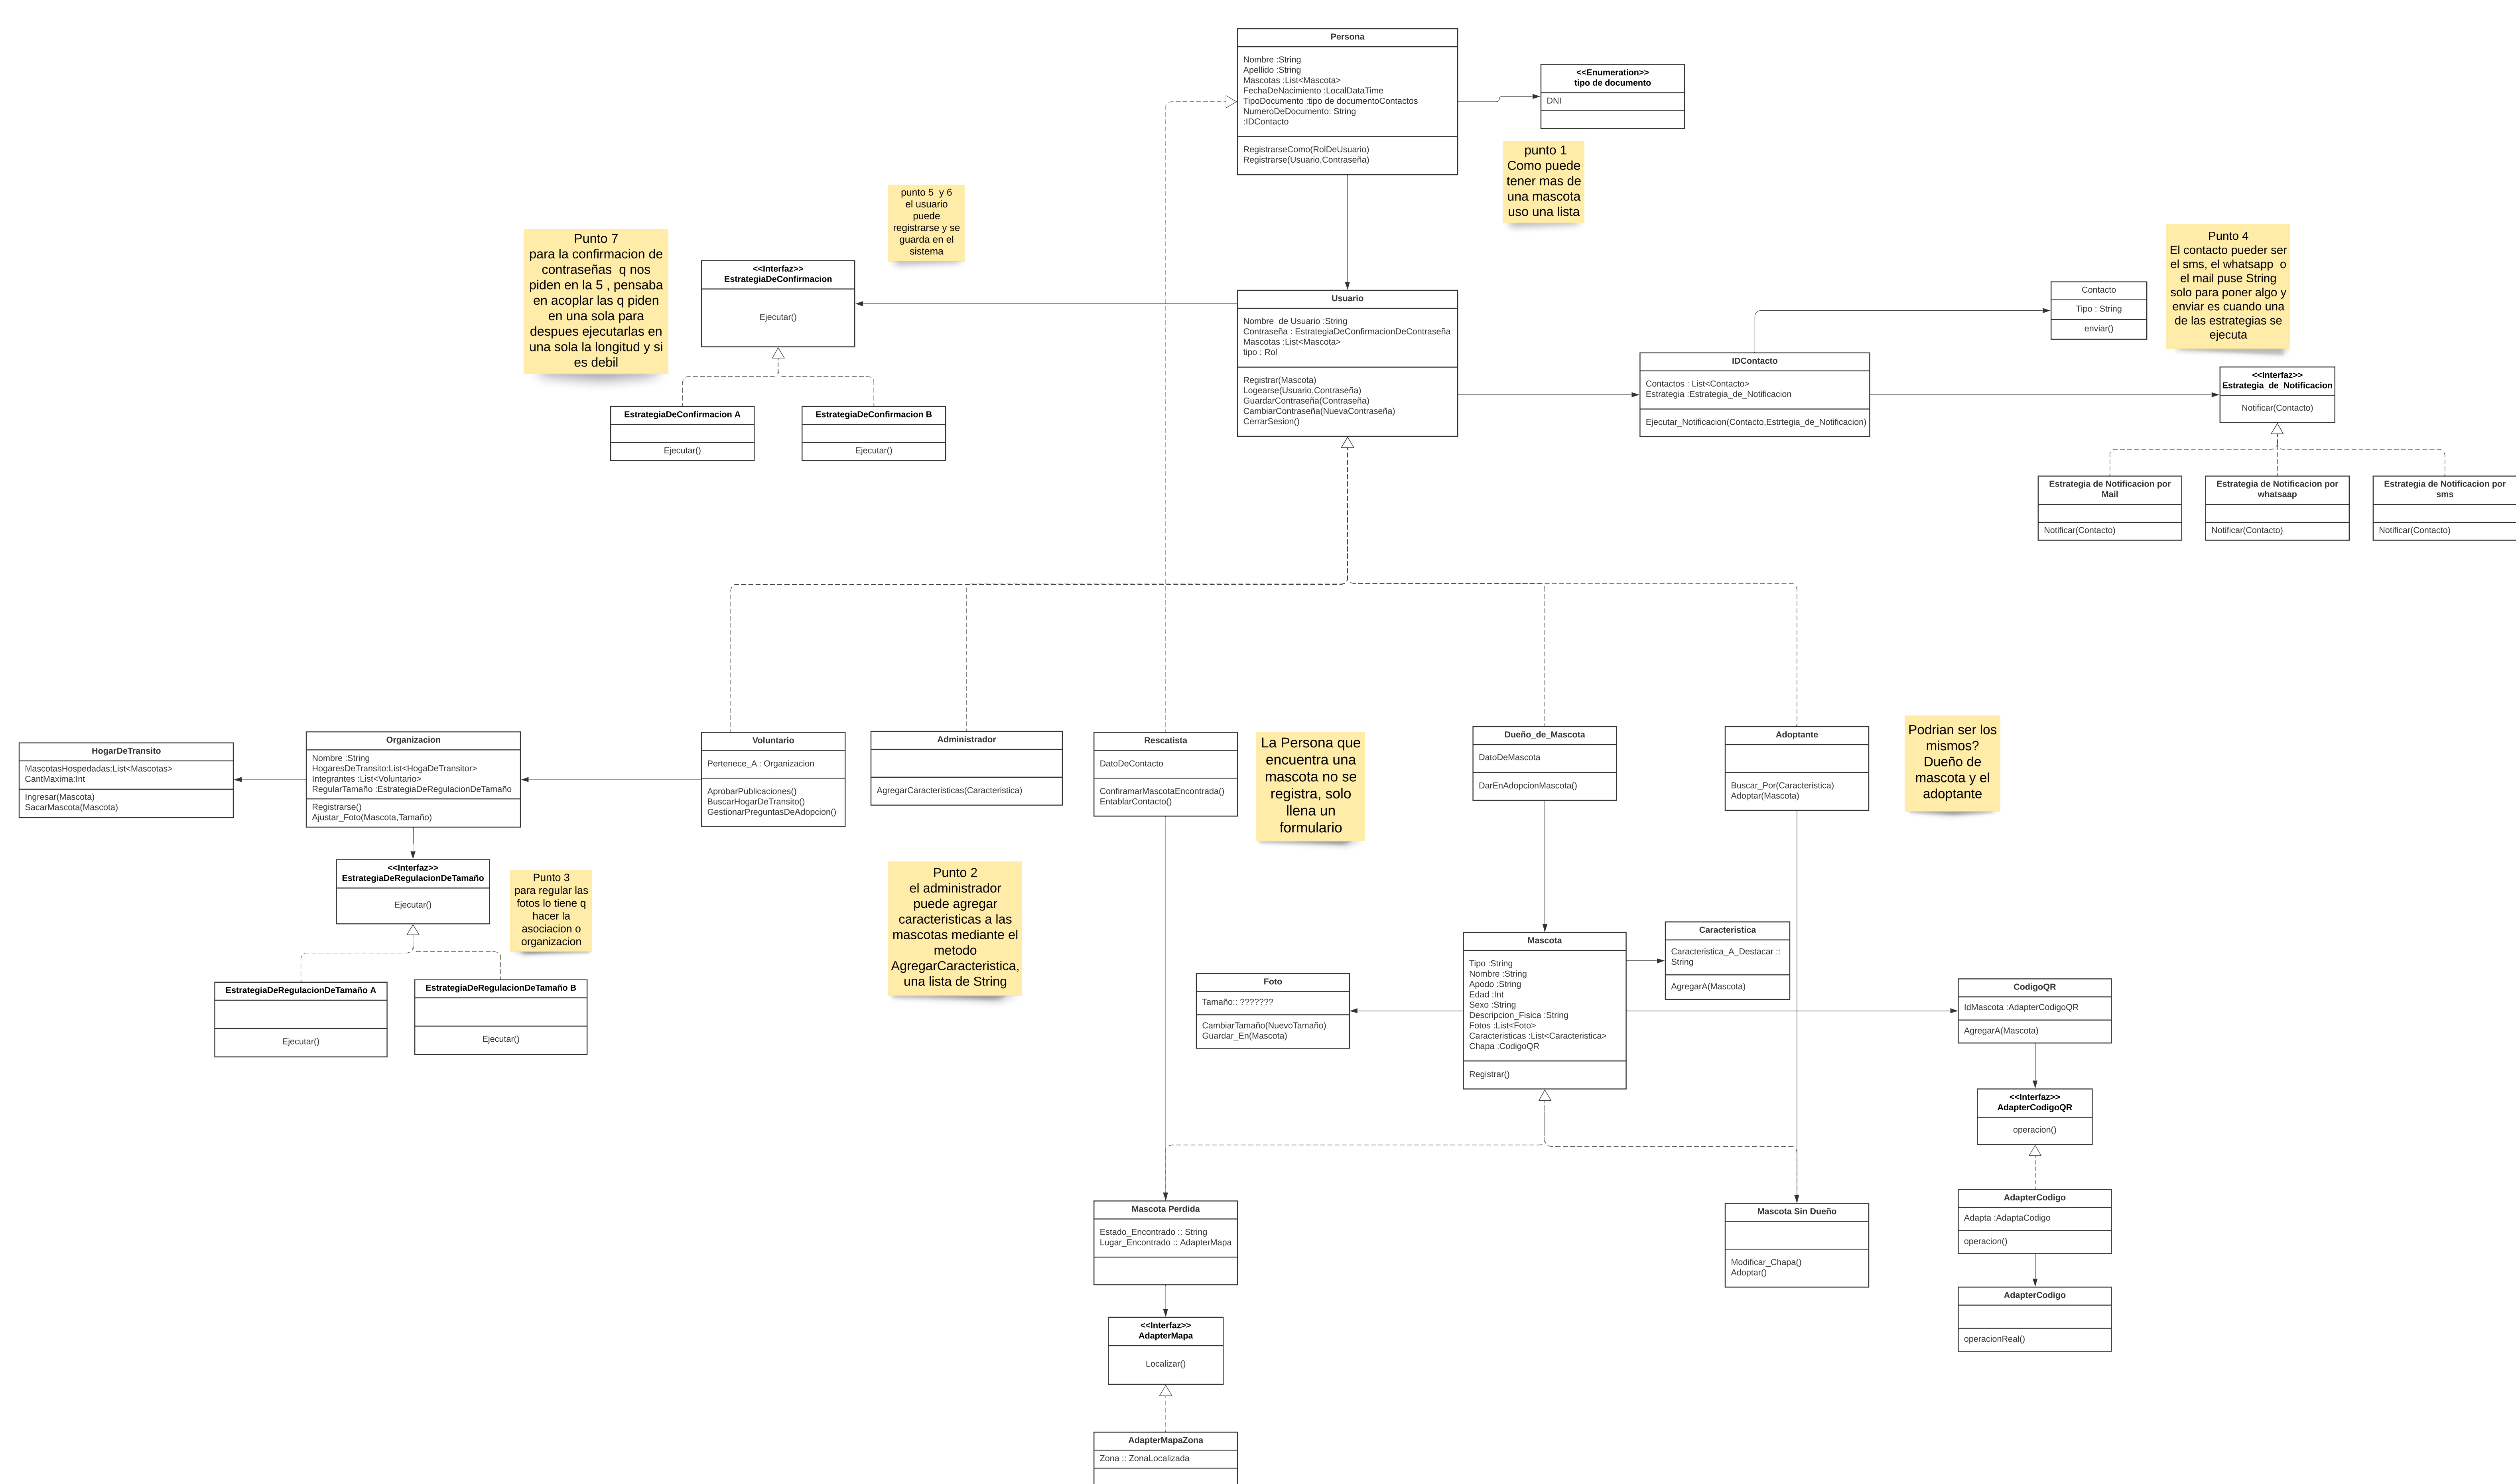 Persona
Nombre :String
Apellido :String
Mascotas :List<Mascota>
FechaDeNacimiento :LocalDataTime
TipoDocumento :tipo de documentoContactos
NumeroDeDocumento: String
:IDContacto
RegistrarseComo(RolDeUsuario)
Registrarse(Usuario,Contraseña)
<<Enumeration>>
tipo de documento
DNI
punto 1
Como puede
tener mas de
una mascota
uso una lista
punto 5 y 6
el usuario
puede
registrarse y se
guarda en el
sistema
Punto 7
para la confirmacion de
contraseñas q nos
piden en la 5 , pensaba
en acoplar las q piden
en una sola para
despues ejecutarlas en
una sola la longitud y si
es debil
<<Interfaz>>
EstrategiaDeConfirmacion
Ejecutar()
EstrategiaDeConfirmacion A
Ejecutar()
EstrategiaDeConfirmacion B
Ejecutar()
Usuario
Nombre de Usuario :String
Contraseña : EstrategiaDeConfirmacionDeContraseña
Mascotas :List<Mascota>
tipo : Rol
Registrar(Mascota)
Logearse(Usuario,Contraseña)
GuardarContraseña(Contraseña)
CambiarContraseña(NuevaContraseña)
CerrarSesion()
IDContacto
Contactos : List<Contacto>
Estrategia :Estrategia_de_Notificacion
Ejecutar_Notificacion(Contacto,Estrtegia_de_Notificacion)
Contacto
Tipo : String
enviar()
Punto 4
El contacto pueder ser
el sms, el whatsapp o
el mail puse String
solo para poner algo y
enviar es cuando una
de las estrategias se
ejecuta
<<Interfaz>>
Estrategia_de_Notificacion
Notificar(Contacto)
Estrategia de Notificacion por
Mail
Notificar(Contacto)
Estrategia de Notificacion por
whatsaap
Notificar(Contacto)
Estrategia de Notificacion por
sms
Notificar(Contacto)
HogarDeTransito
MascotasHospedadas:List<Mascotas>
CantMaxima:Int
Ingresar(Mascota)
SacarMascota(Mascota)
Organizacion
Nombre :String
HogaresDeTransito:List<HogaDeTransitor>
Integrantes :List<Voluntario>
RegularTamaño :EstrategiaDeRegulacionDeTamaño
Registrarse()
Ajustar_Foto(Mascota,Tamaño)
Voluntario
Pertenece_A : Organizacion
AprobarPublicaciones()
BuscarHogarDeTransito()
GestionarPreguntasDeAdopcion()
Administrador
AgregarCaracteristicas(Caracteristica)
Rescatista
DatoDeContacto
ConfiramarMascotaEncontrada()
EntablarContacto()
La Persona que
encuentra una
mascota no se
registra, solo
llena un
formulario
Dueño_de_Mascota
DatoDeMascota
DarEnAdopcionMascota()
Adoptante
Buscar_Por(Caracteristica)
Adoptar(Mascota)
Podrian ser los
mismos?
Dueño de
mascota y el
adoptante
<<Interfaz>>
EstrategiaDeRegulacionDeTamaño
Ejecutar()
Punto 3
para regular las
fotos lo tiene q
hacer la
asociacion o
organizacion
EstrategiaDeRegulacionDeTamaño A
Ejecutar()
EstrategiaDeRegulacionDeTamaño B
Ejecutar()
Punto 2
el administrador
puede agregar
caracteristicas a las
mascotas mediante el
metodo
AgregarCaracteristica,
una lista de String
Foto
Tamaño:: ???????
CambiarTamaño(NuevoTamaño)
Guardar_En(Mascota)
Mascota
Tipo :String
Nombre :String
Apodo :String
Edad :Int
Sexo :String
Descripcion_Fisica :String
Fotos :List<Foto>
Caracteristicas :List<Caracteristica>
Chapa :CodigoQR
Registrar()
Caracteristica
Caracteristica_A_Destacar ::
String
AgregarA(Mascota)
CodigoQR
IdMascota :AdapterCodigoQR
AgregarA(Mascota)
<<Interfaz>>
AdapterCodigoQR
operacion()
AdapterCodigo
Adapta :AdaptaCodigo
operacion()
AdapterCodigo
operacionReal()
Mascota Perdida
Estado_Encontrado :: String
Lugar_Encontrado :: AdapterMapa
Mascota Sin Dueño
Modificar_Chapa()
Adoptar()
<<Interfaz>>
AdapterMapa
Localizar()
AdapterMapaZona
Zona :: ZonaLocalizada